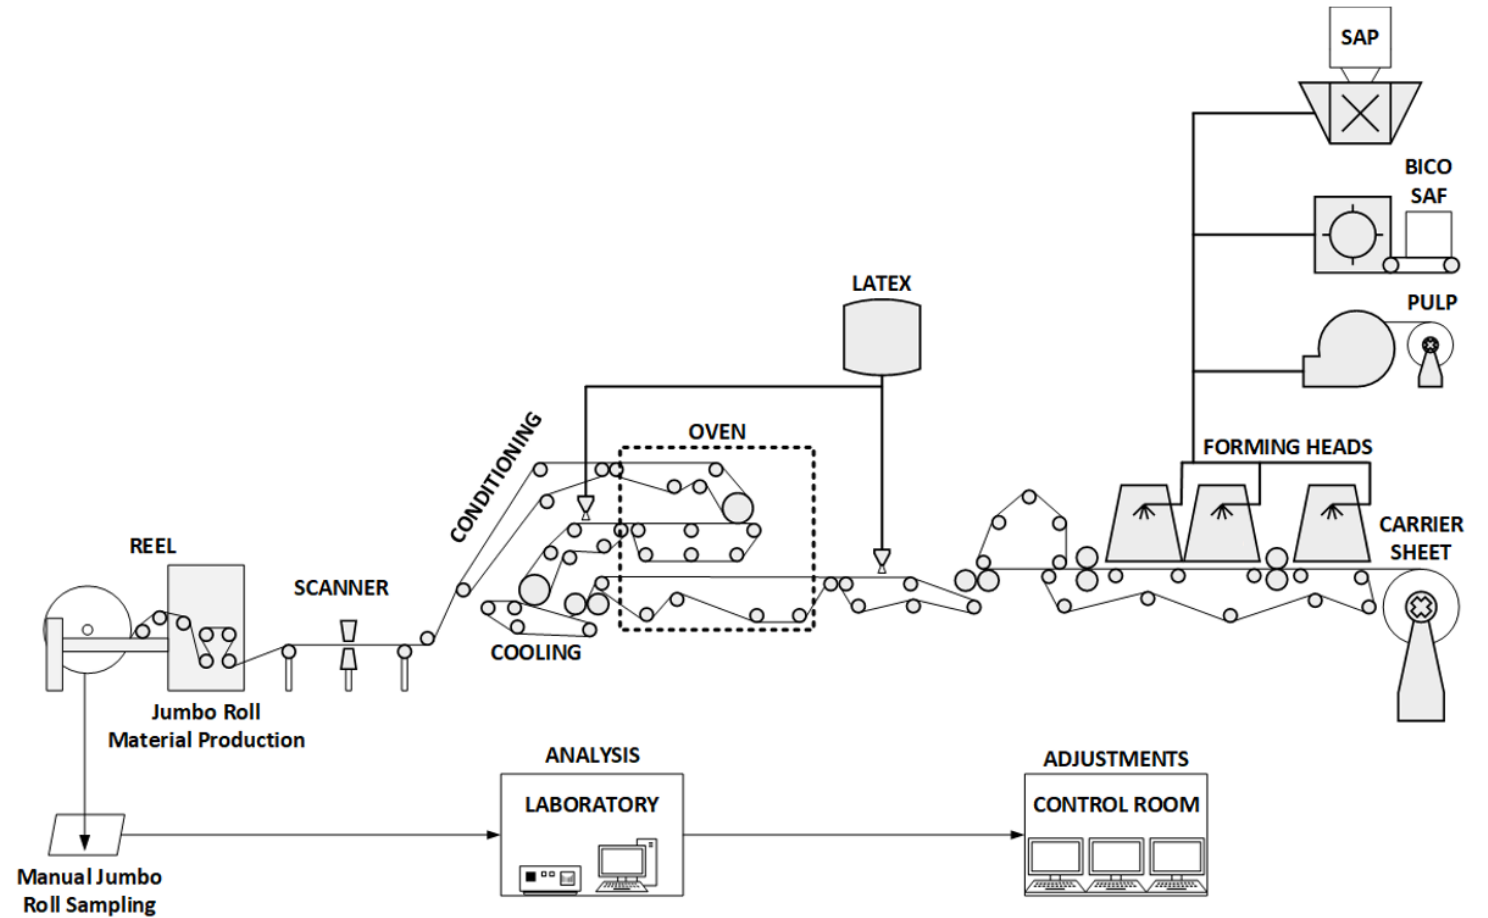 SAP
BICO
SAF
PULP
LATEX
OVEN
FORMING HEADS
CONDITIONING
CARRIER
SHEET
REEL
SCANNER
COOLING
Jumbo Roll
Material Production
ANALYSIS
LABORATORY
ADJUSTMENTS
CONTROL ROOM
Manual Jumbo
Roll Sampling